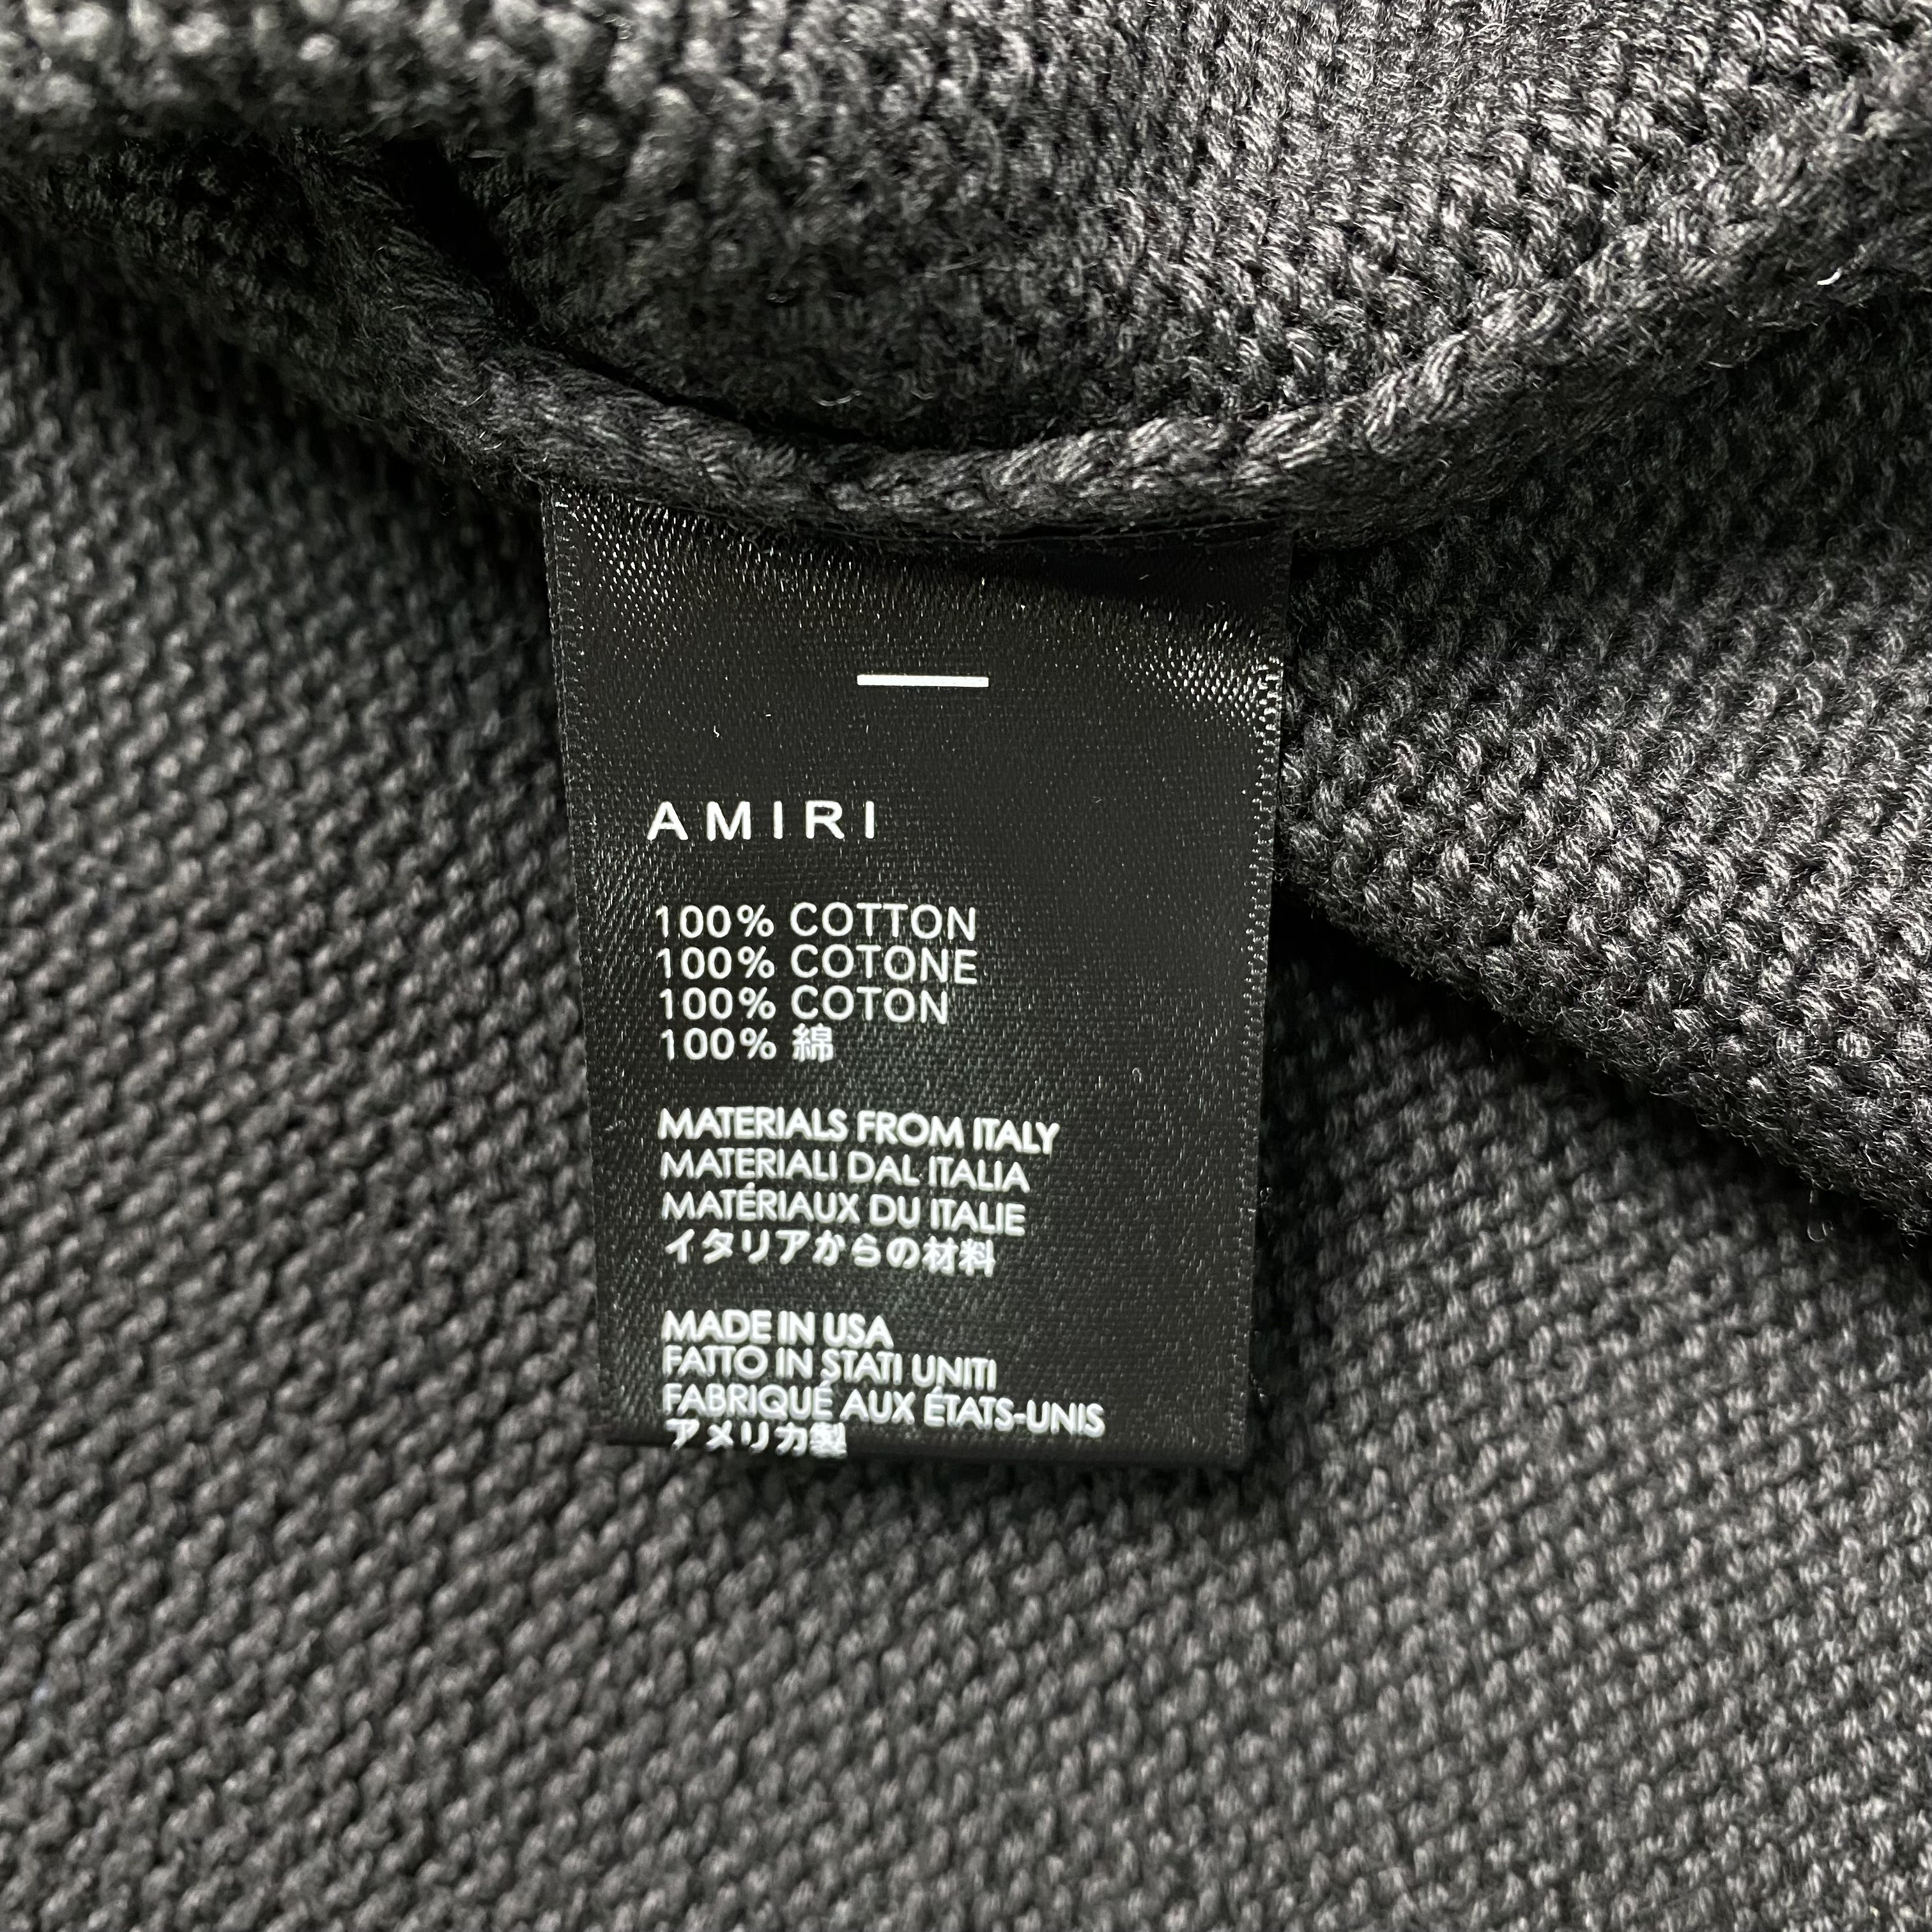 AMIRI
100% COTTON
100% COTONE
100% COTON
100% 綿
MATERIALS FROM ITALY
MATERIALI DAL ITALIA
MATÉRIAUX DU ITALIE
イタリアからの材料
MADE IN USA
FATTO IN STATI UNITI
FABRIQUÉ AUX ÉTATS-UNIS
アメリカ製